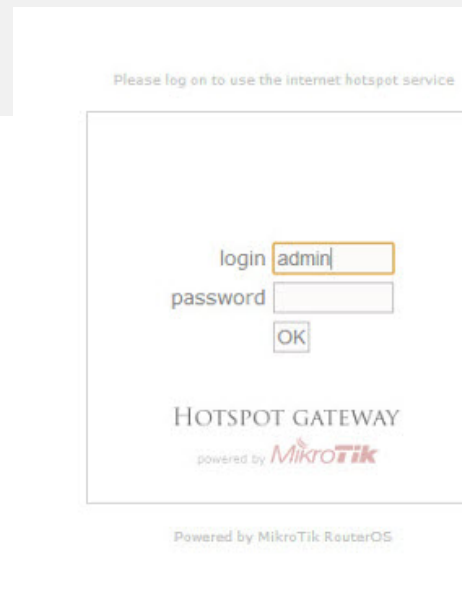 Please log on to use the internet hotspot service
login admin
password
OK
HOTSPOT GATEWAY
powered by MikroTik
Powered by MikroTik RouterOS